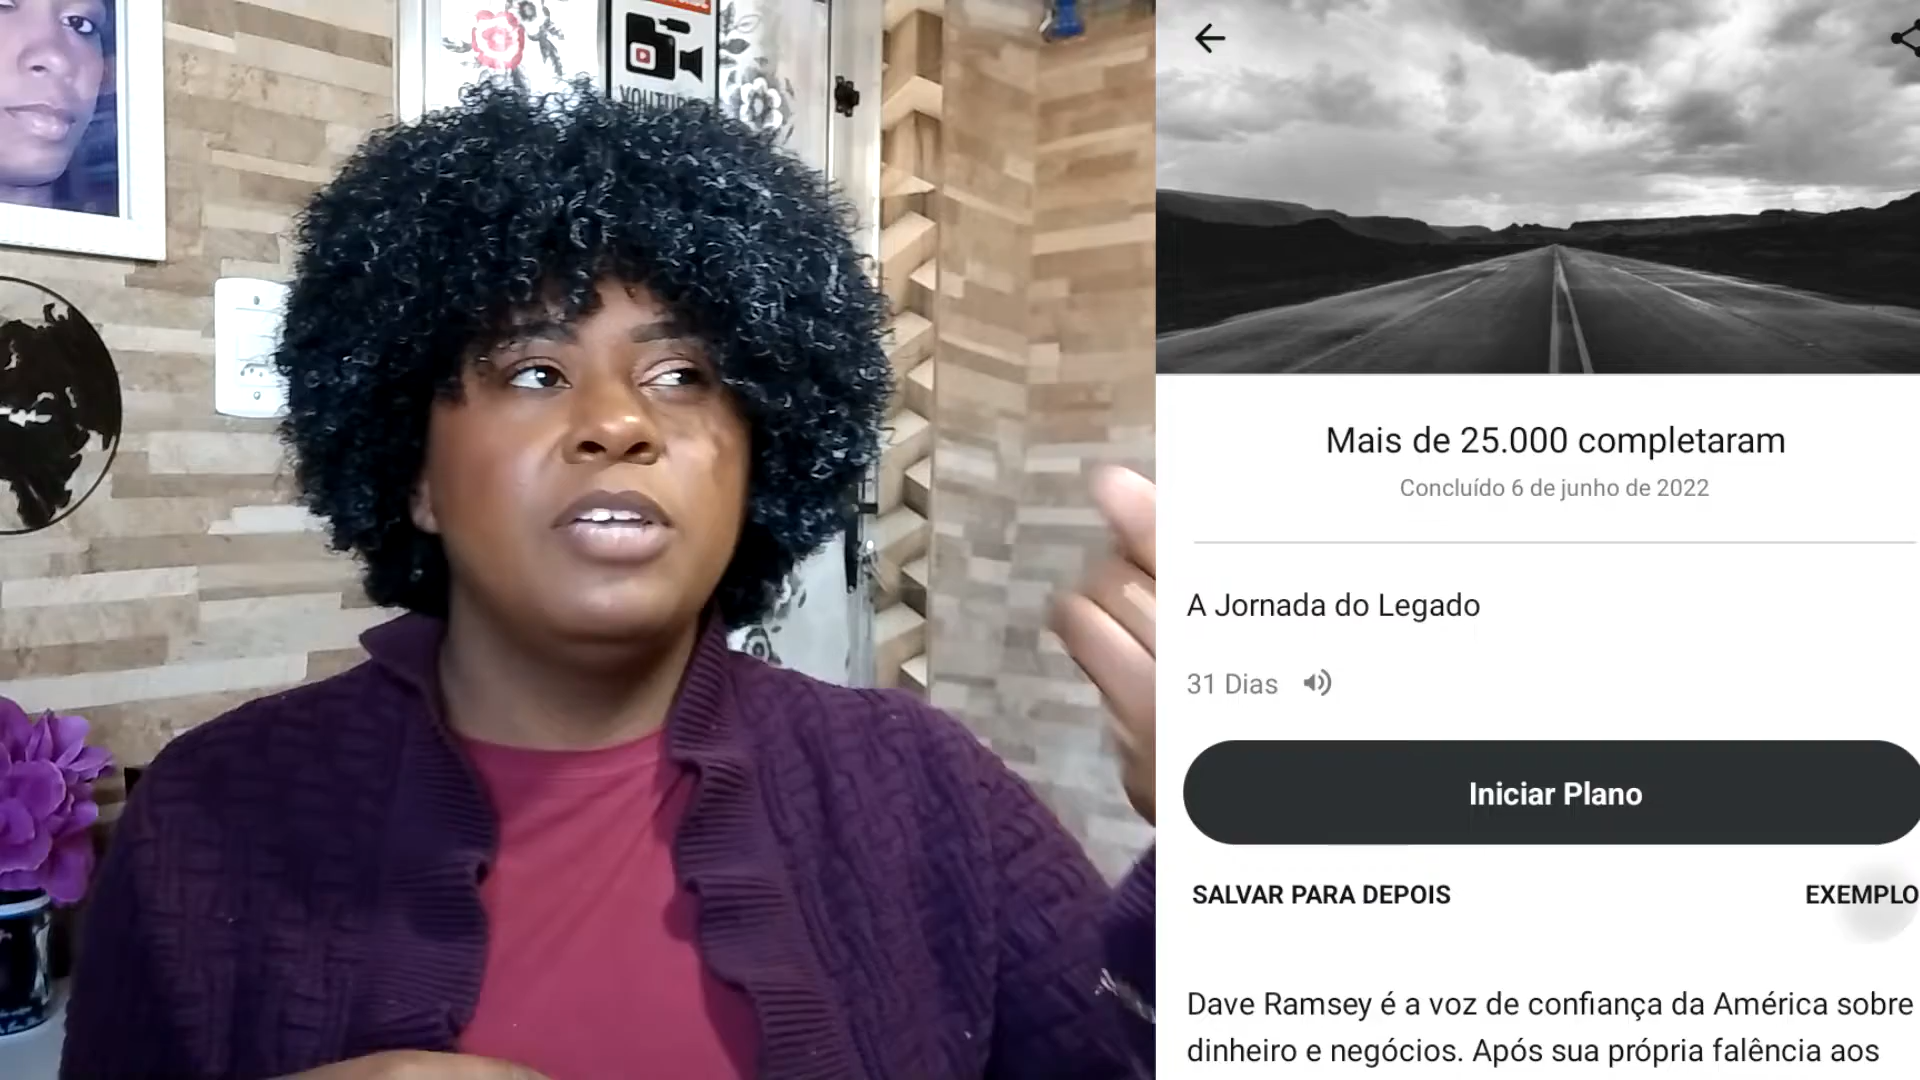 YOUTUBE
Mais de 25.000 completaram
Concluído 6 de junho de 2022
A Jornada do Legado
31 Dias
Iniciar Plano
SALVAR PARA DEPOIS
EXEMPLO
Dave Ramsey é a voz de confiança da América sobre
dinheiro e negócios. Após sua própria falência aos